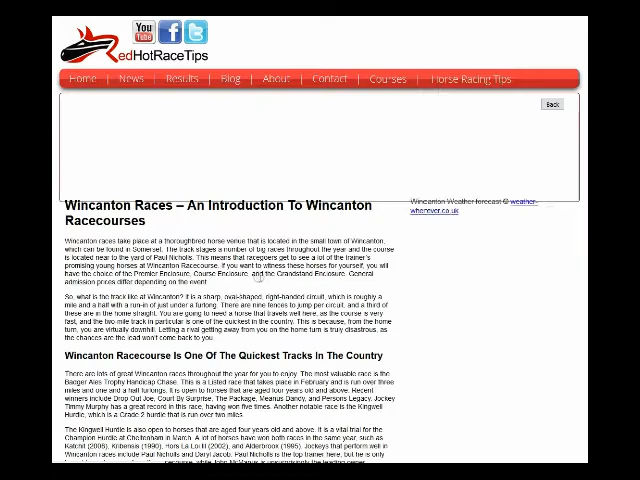 You Tube
RedHotRaceTips
Home | News | Results | Blog | About | Contact | Courses | Horse Racing Tips
Back
Wincanton Races – An Introduction To Wincanton
Racecourses
Wincanton Weather forecast © weather-
whenever.co.uk
Wincanton races take place at a thoroughbred horse venue that is located in the small town of Wincanton,
which can be found in Somerset. The track stages a number of big races throughout the year and the course
is located near to the yard of Paul Nicholls. This means that racegoers get to see a lot of the trainer's
promising young horses at Wincanton Racecourse. If you want to witness these horses for yourself, you will
have the choice of the Premier Enclosure, Course Enclosure, and the Grandstand Enclosure. General
admission prices differ depending on the event.
So, what is the track like at Wincanton? It is a sharp, oval-shaped, right-handed circuit, which is roughly a
mile and a half with a run-in of just under a furlong. There are nine fences to jump per circuit, and a third of
these are in the home straight. You are going to need a horse that travels well here, as the course is very
fast, and the two mile track in particular is one of the quickest in the country. This is because, from the home
turn, you are virtually downhill. Letting a rival getting away from you on the home turn is truly disastrous, as
the chances are the lead won't come back to you
Wincanton Racecourse Is One Of The Quickest Tracks In The Country
There are lots of great Wincanton races throughout the year for you to enjoy. The most valuable race is the
Badger Ales Trophy Handicap Chase. This is a Listed race that takes place in February and is run over three
miles and one and a half furlongs. It is open to horses that are aged four years old and above. Recent
winners include Drop Out Joe, Court By Surprise, The Package, Meanus Dandy, and Persons Legacy. Jockey
Timmy Murphy has a great record in this race, having won five times. Another notable race is the Kingwell
Hurdle, which is a Grade 2 hurdle that is run over two miles.
The Kingwell Hurdle is also open to horses that are aged four years old and above. It is a vital trial for the
Champion Hurdle at Cheltenham in March. A lot of horses have won both races in the same year, such as
Katchit (2008), Kribensis (1990), Hors La Loi III (2002), and Alderbrook (1995). Jockeys that perform well in
Wincanton races include Paul Nicholls and Daryl Jacob. Paul Nicholls is the top trainer here, but he is only